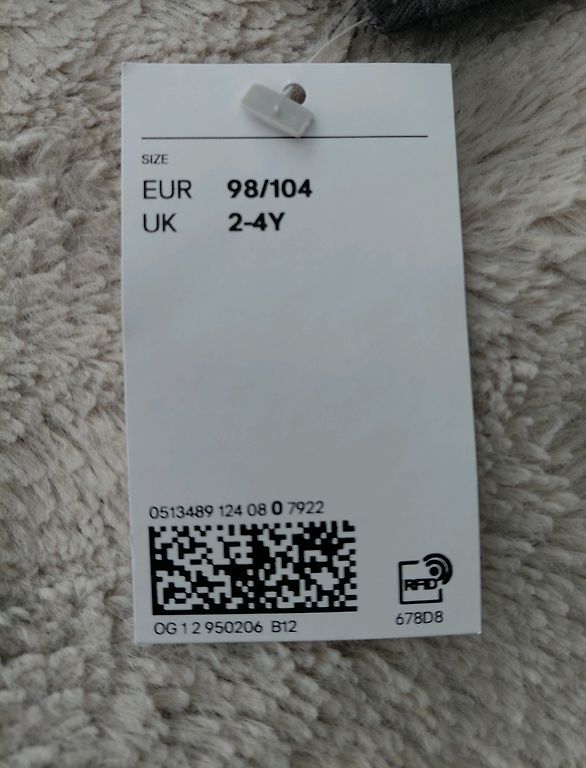 SIZE
EUR 98/104
UK 2-4Y
0513489 124 08 0 7922
RFID
OG 1 2 950206 B12
678D8